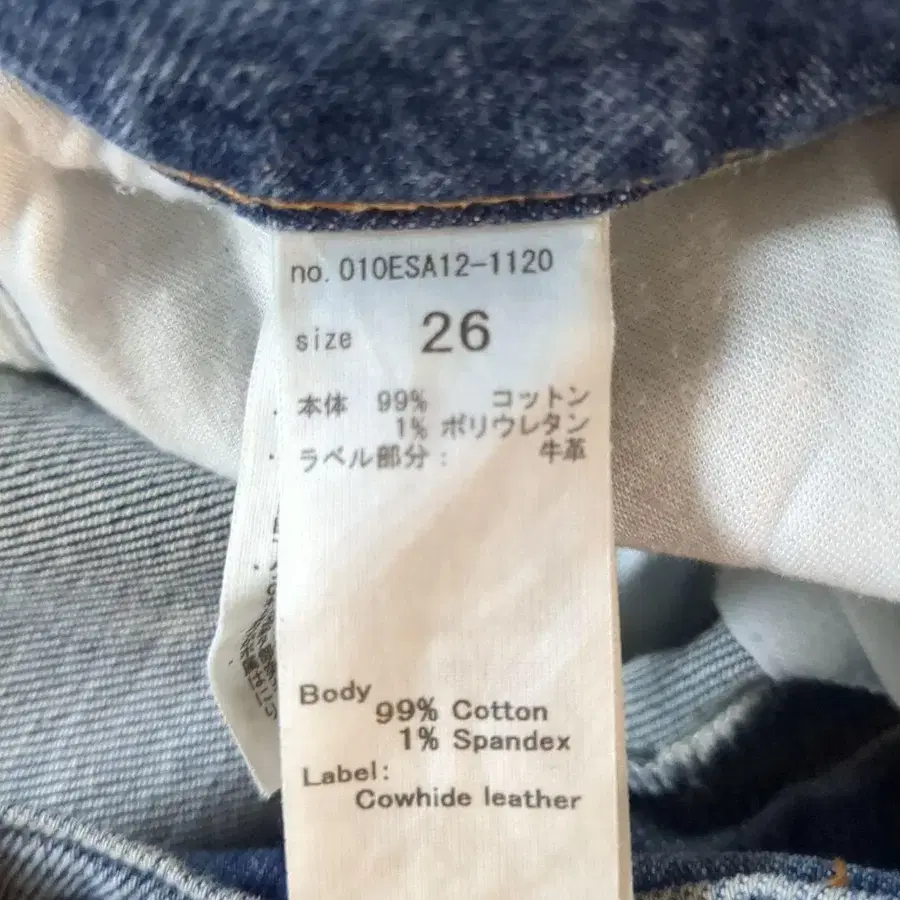 no. 010ESA12-1120
size 26
本体 99% コットン
1% ポリウレタン
ラベル部分: 牛革
Body
99% Cotton
1% Spandex
Label:
Cowhide leather